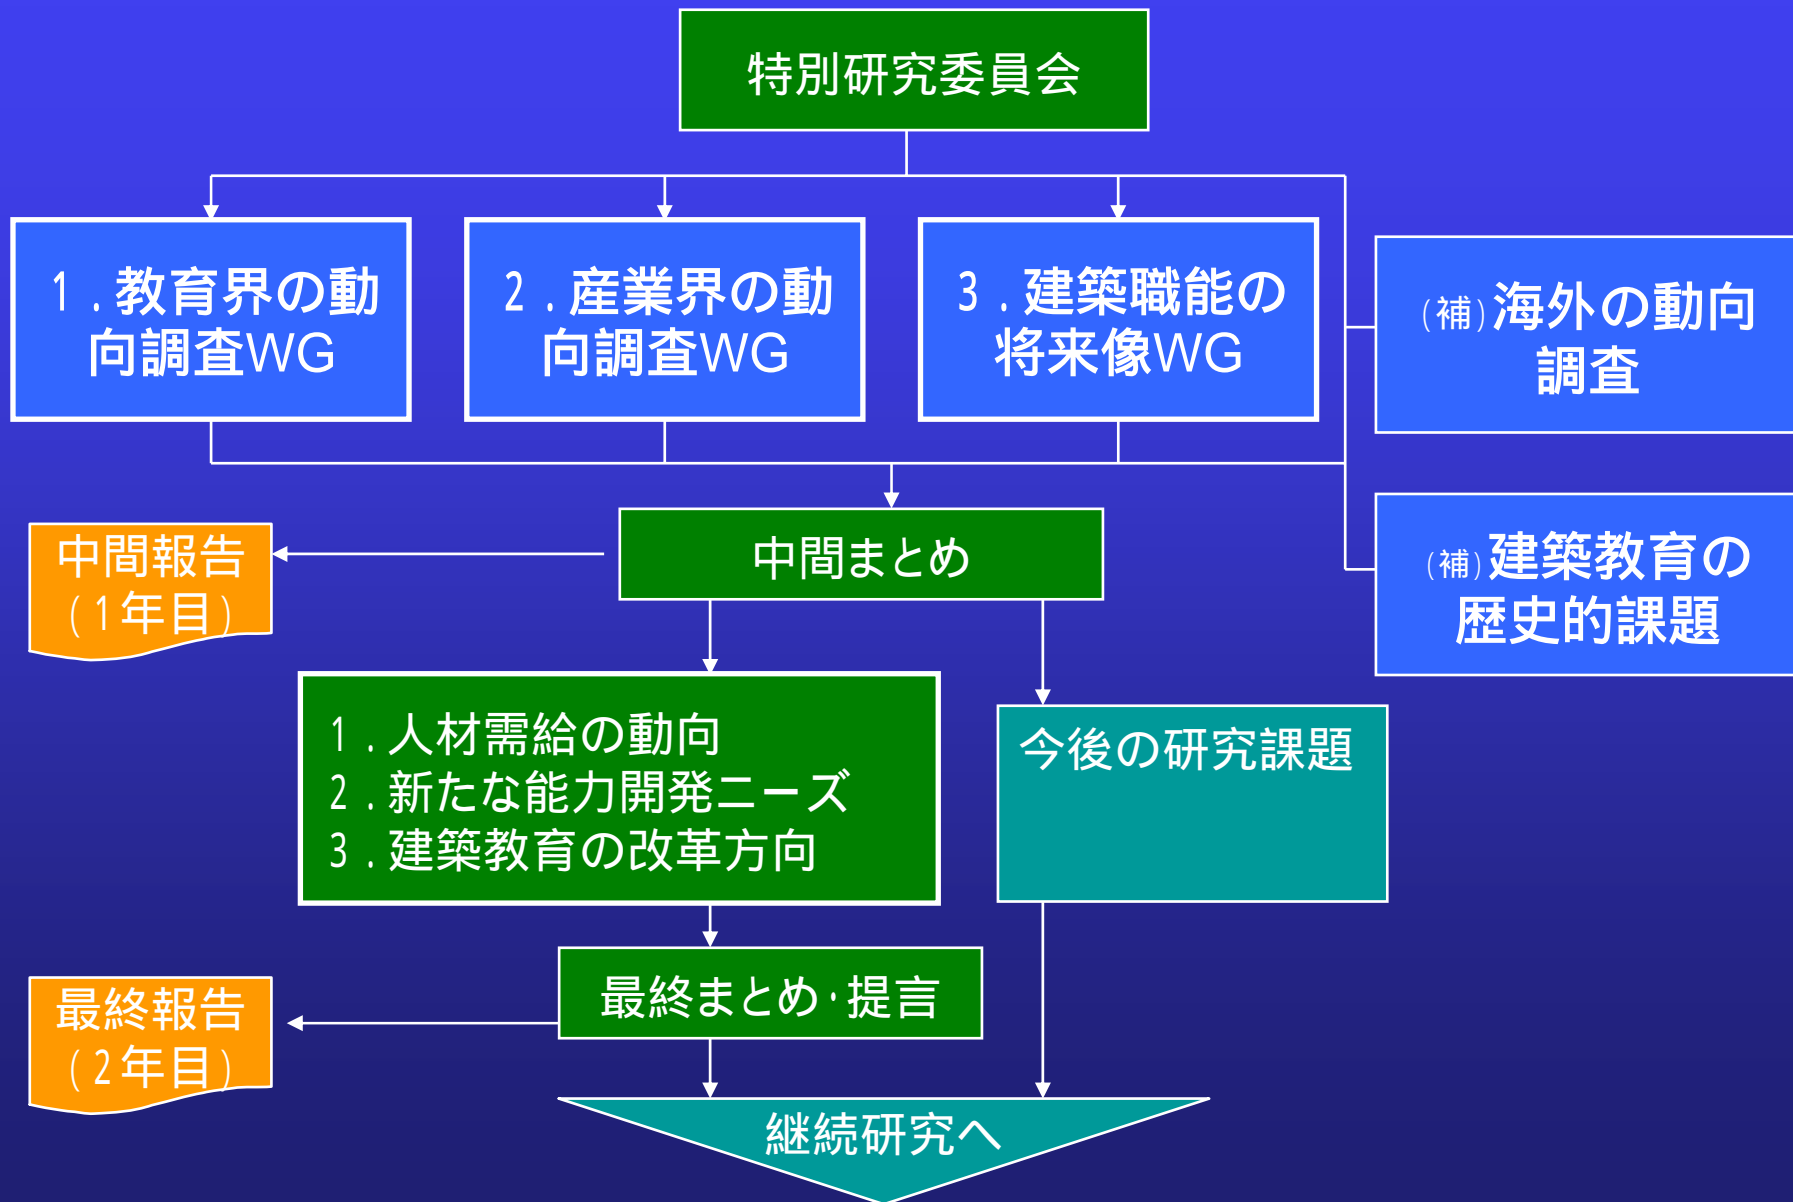 特別研究委員会
1．教育界の動
向調査WG
2．産業界の動
向調査WG
3．建築職能の
将来像WG
(補)海外の動向
調査
(補)建築教育の
歴史的課題
中間まとめ
中間報告
(1年目)
1．人材需給の動向
2．新たな能力開発ニーズ
3．建築教育の改革方向
今後の研究課題
最終まとめ・提言
最終報告
(2年目)
継続研究へ